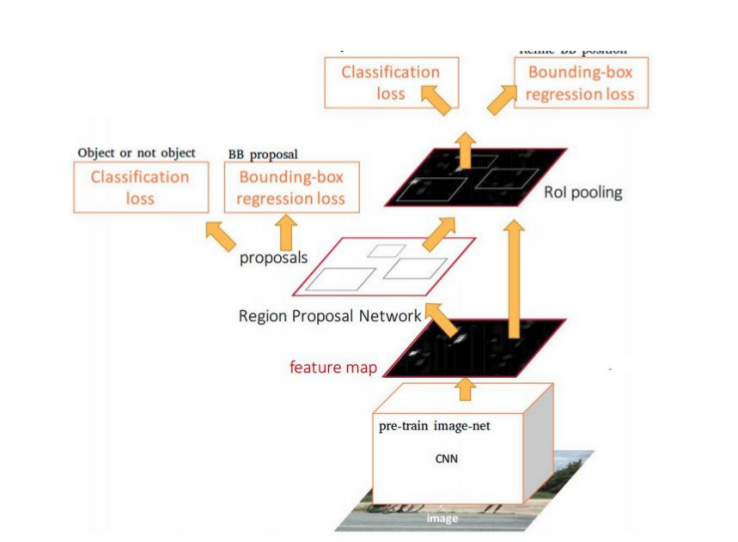 Refine BB position
Classification
loss
Bounding-box
regression loss
Object or not object
BB proposal
Classification
loss
Bounding-box
regression loss
RoI pooling
proposals
Region Proposal Network
feature map
pre-train image-net
CNN
image